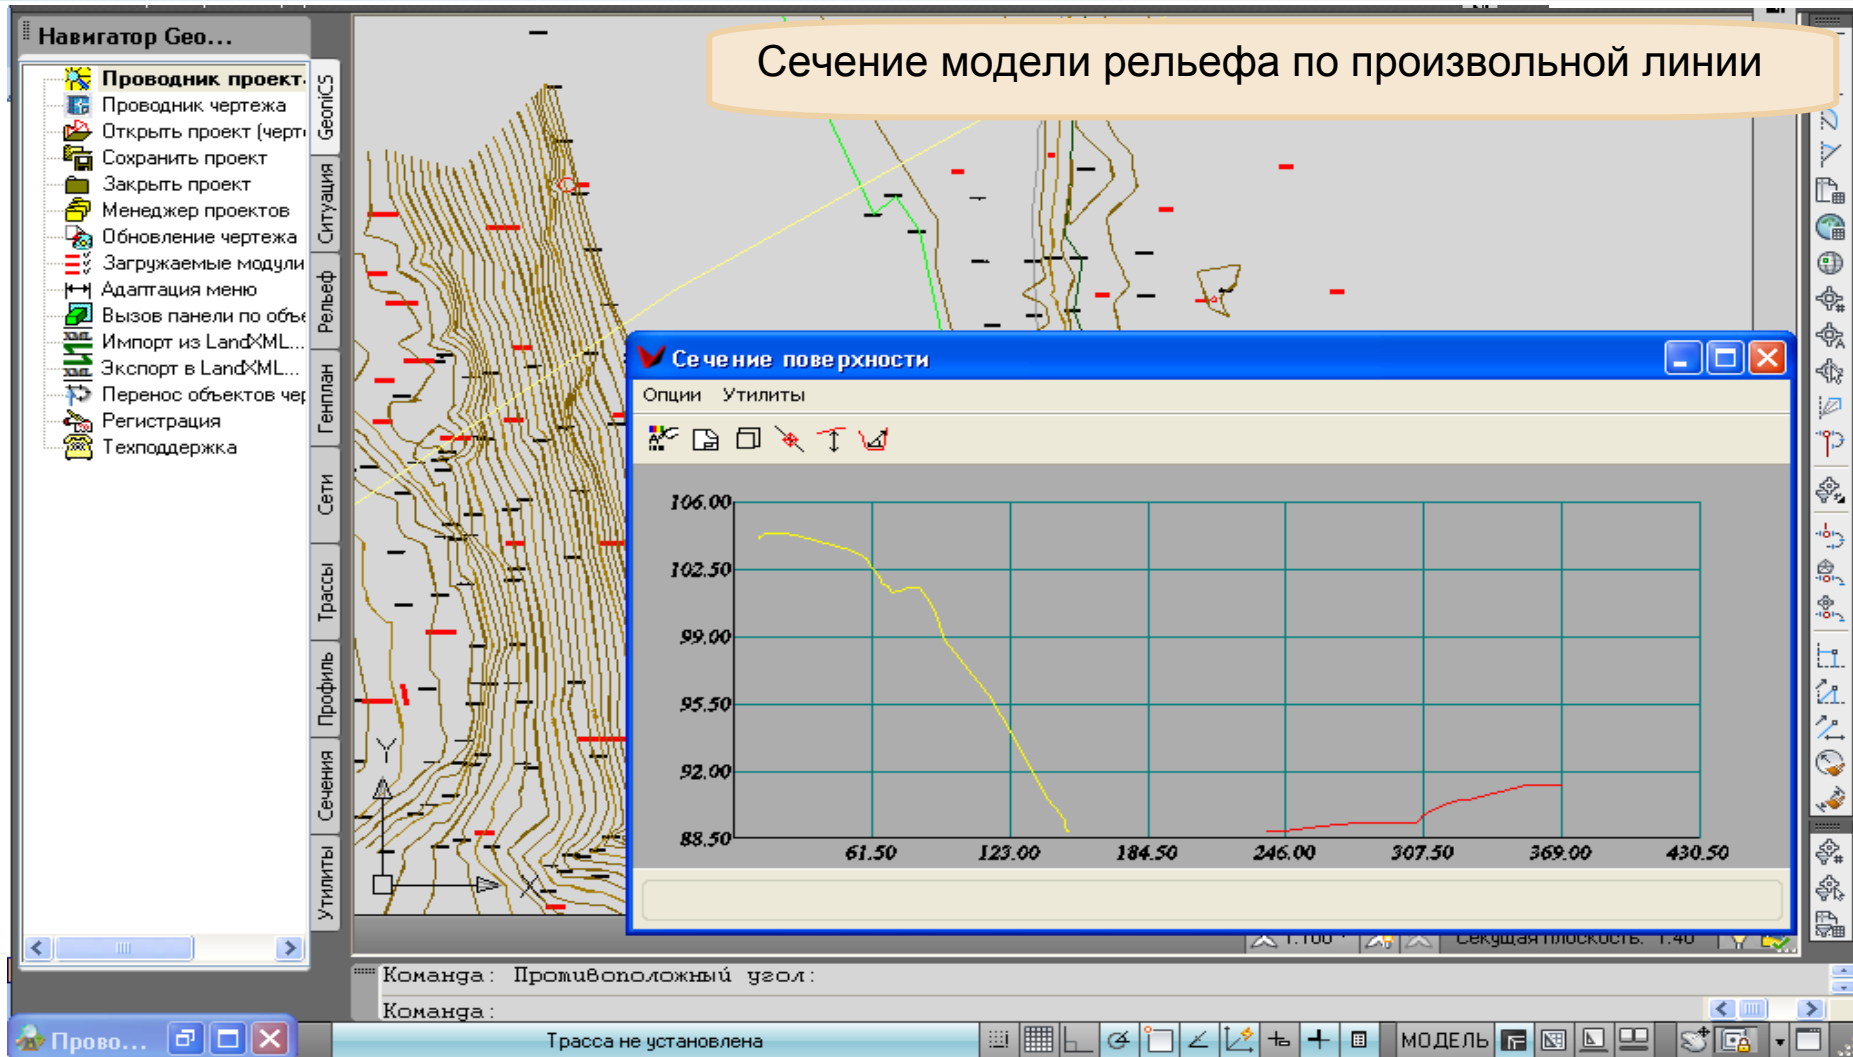 Сечение модели рельефа по произвольной линии
Навигатор Geo...
Проводник проект
Проводник чертежа
Открыть проект (черт
Сохранить проект
Закрыть проект
Менеджер проектов
Обновление чертежа
Загружаемые модули
Адаптация меню
Вызов панели по объе
Импорт из LandXML...
Экспорт в LandXML...
Перенос объектов чер
Регистрация
Техподдержка
GeoniCS
Ситуация
Рельеф
Генплан
Сети
Трассы
Профиль
Сечения
Утилиты
Y
X
Сечение поверхности
Опции Утилиты
106.00
102.50
99.00
95.50
92.00
88.50
61.50 123.00 184.50 246.00 307.50 369.00 430.50
Секущая плоскость: 1:40
Команда: Противоположный угол:
Команда:
Прово...
Трасса не установлена
МОДЕЛЬ